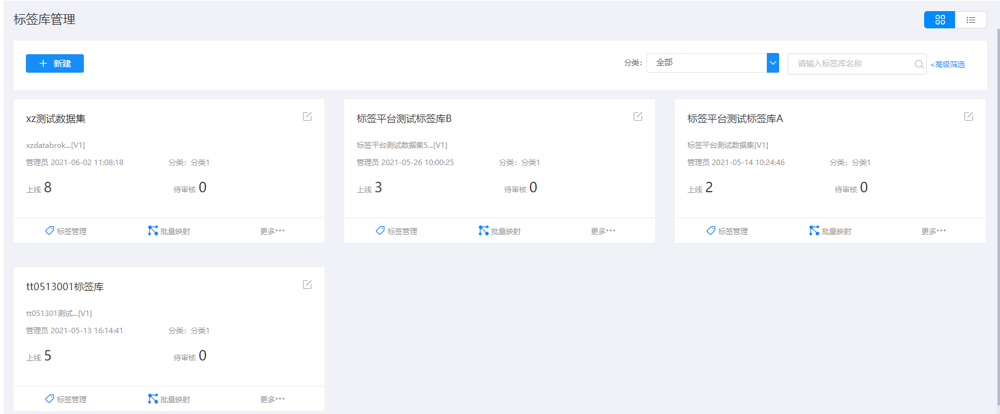 标签库管理
新建
分类: 全部 请输入标签库名称 <高级筛选
xz测试数据集
xzdatabrok...[V1]
管理员 2021-06-02 11:08:18 分类: 分类1
上线 8 待审核 0
标签管理 批量映射 更多···
标签平台测试标签库B
标签平台测试数据集5...[V1]
管理员 2021-05-26 10:00:25 分类: 分类1
上线 3 待审核 0
标签管理 批量映射 更多···
标签平台测试标签库A
标签平台测试数据集[V1]
管理员 2021-05-14 10:24:46 分类: 分类1
上线 2 待审核 0
标签管理 批量映射 更多···
tt0513001标签库
tt051301测试...[V1]
管理员 2021-05-13 16:14:41 分类: 分类1
上线 5 待审核 0
标签管理 批量映射 更多···